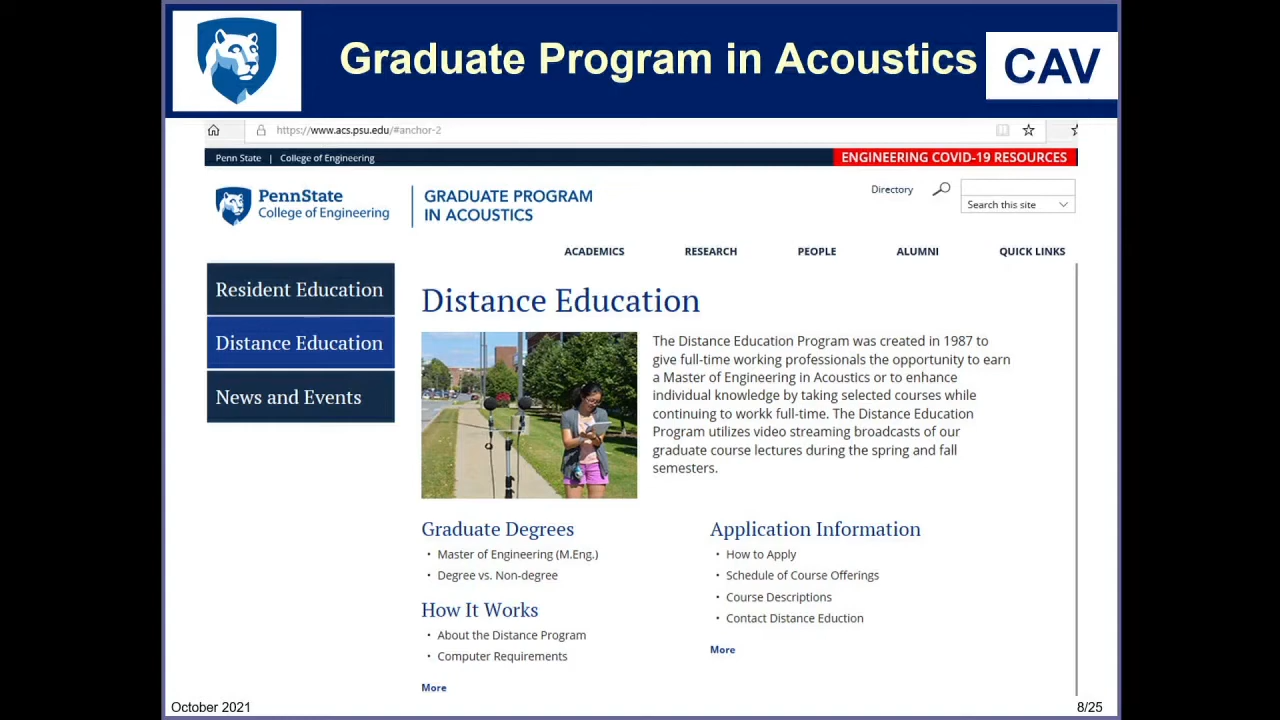 Graduate Program in Acoustics
CAV
https://www.acs.psu.edu/#anchor-2
Penn State | College of Engineering
ENGINEERING COVID-19 RESOURCES
PennState
College of Engineering
GRADUATE PROGRAM
IN ACOUSTICS
Directory
Search this site
ACADEMICS
RESEARCH
PEOPLE
ALUMNI
QUICK LINKS
Resident Education
Distance Education
News and Events
Distance Education
The Distance Education Program was created in 1987 to
give full-time working professionals the opportunity to earn
a Master of Engineering in Acoustics or to enhance
individual knowledge by taking selected courses while
continuing to workk full-time. The Distance Education
Program utilizes video streaming broadcasts of our
graduate course lectures during the spring and fall
semesters.
Graduate Degrees
• Master of Engineering (M.Eng.)
• Degree vs. Non-degree
How It Works
• About the Distance Program
• Computer Requirements
More
Application Information
• How to Apply
• Schedule of Course Offerings
• Course Descriptions
• Contact Distance Eduction
More
October 2021
8/25